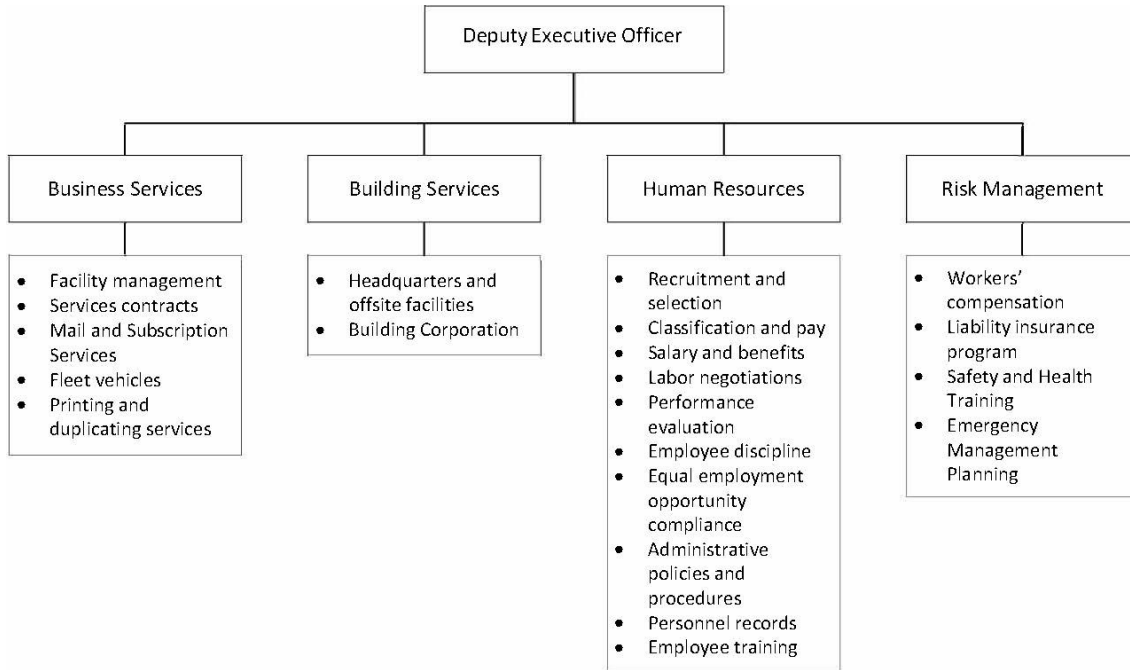 Deputy Executive Officer
Business Services
Building Services
Human Resources
Risk Management
• Facility management
• Services contracts
• Mail and Subscription
Services
• Fleet vehicles
• Printing and
duplicating services
• Headquarters and
offsite facilities
• Building Corporation
• Recruitment and
selection
• Classification and pay
• Salary and benefits
• Labor negotiations
• Performance
evaluation
• Employee discipline
• Equal employment
opportunity
compliance
• Administrative
policies and
procedures
• Personnel records
• Employee training
• Workers’
compensation
• Liability insurance
program
• Safety and Health
Training
• Emergency
Management
Planning